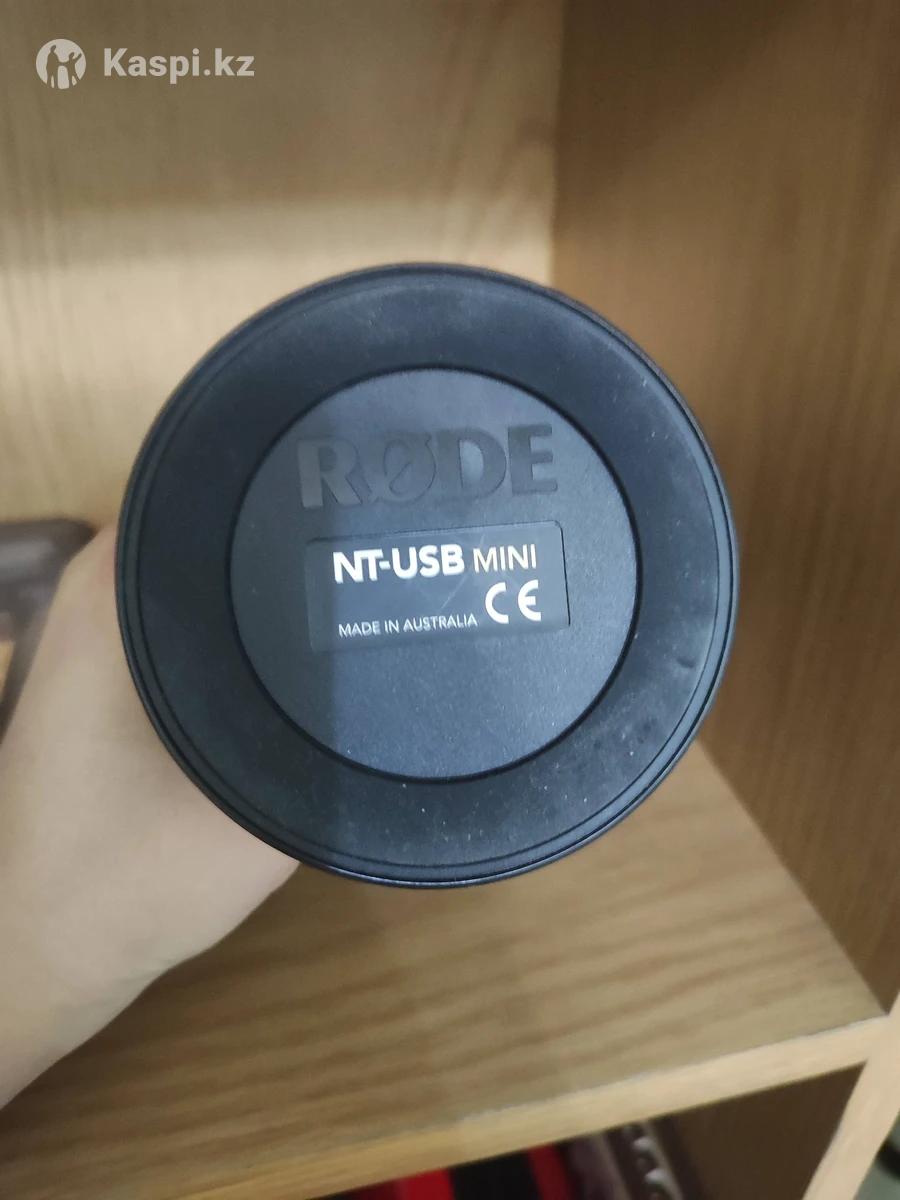 Kaspi.kz
RØDE
NT-USB MINI
MADE IN AUSTRALIA CE